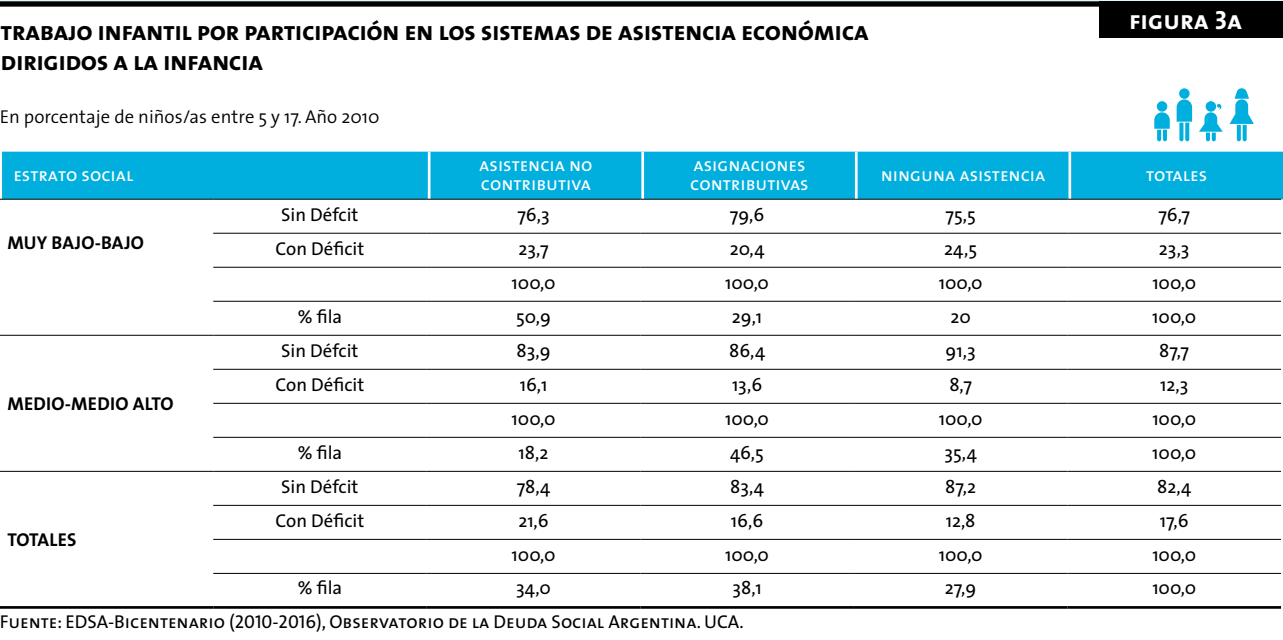 FIGURA 3A
TRABAJO INFANTIL POR PARTICIPACIÓN EN LOS SISTEMAS DE ASISTENCIA ECONÓMICA
DIRIGIDOS A LA INFANCIA
En porcentaje de niños/as entre 5 y 17. Año 2010
ESTRATO SOCIAL ASISTENCIA NO CONTRIBUTIVA ASIGNACIONES CONTRIBUTIVAS NINGUNA ASISTENCIA TOTALES
MUY BAJO-BAJO
Sin Défcit 76,3 79,6 75,5 76,7
Con Déficit 23,7 20,4 24,5 23,3
100,0 100,0 100,0 100,0
% fila 50,9 29,1 20 100,0
MEDIO-MEDIO ALTO
Sin Défcit 83,9 86,4 91,3 87,7
Con Déficit 16,1 13,6 8,7 12,3
100,0 100,0 100,0 100,0
% fila 18,2 46,5 35,4 100,0
TOTALES
Sin Défcit 78,4 83,4 87,2 82,4
Con Déficit 21,6 16,6 12,8 17,6
100,0 100,0 100,0 100,0
% fila 34,0 38,1 27,9 100,0
FUENTE: EDSA-BICENTENARIO (2010-2016), OBSERVATORIO DE LA DEUDA SOCIAL ARGENTINA. UCA.